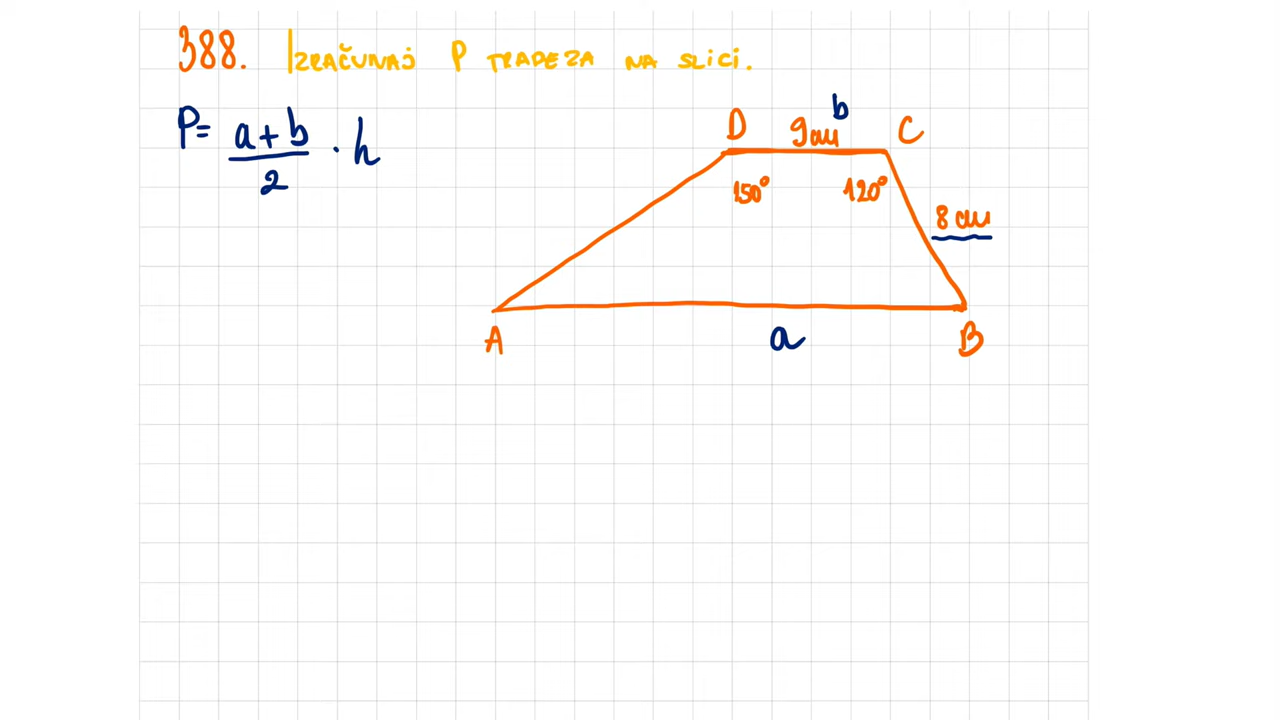 388. IZRAČUNAJ P TRAPEZA NA SLICI.
P= a+b/2 · h
b
D 9cm C
150° 120°
8 cm
A a B